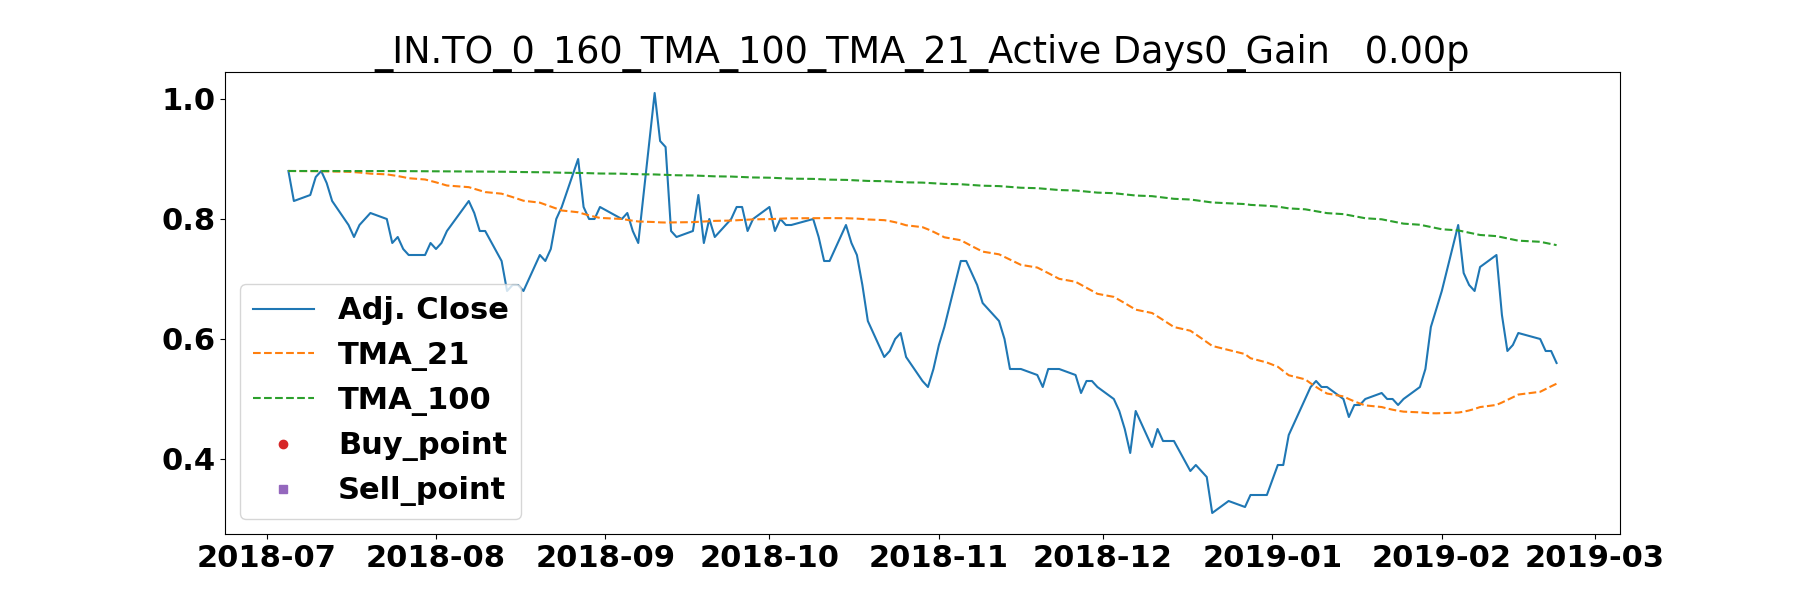 _IN.TO_0_160_TMA_100_TMA_21_Active Days0_Gain   0.00p
1.0
0.8
0.6
0.4
Adj. Close
TMA_21
TMA_100
Buy_point
Sell_point
2018-07 2018-08 2018-09 2018-10 2018-11 2018-12 2019-01 2019-02 2019-03